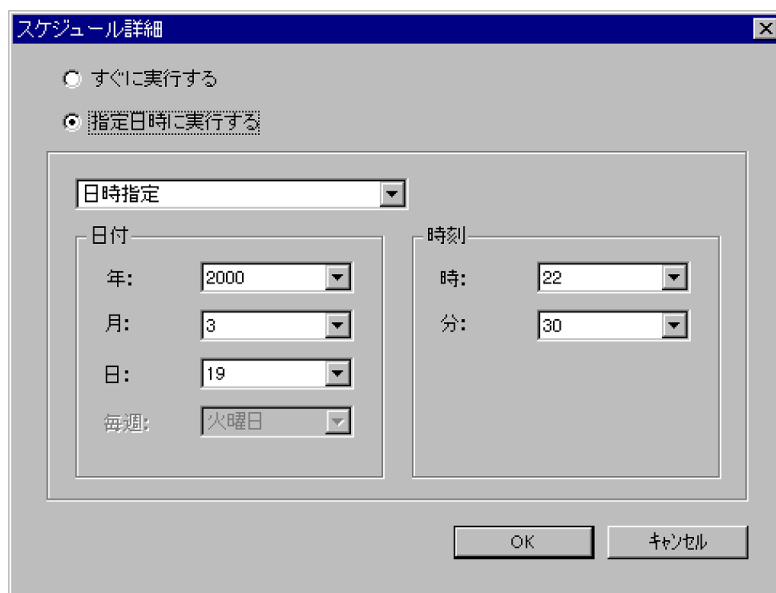 スケジュール詳細
すぐに実行する
指定日時に実行する
日時指定
日付
年: 2000
月: 3
日: 19
毎週: 火曜日
時刻
時: 22
分: 30
OK キャンセル